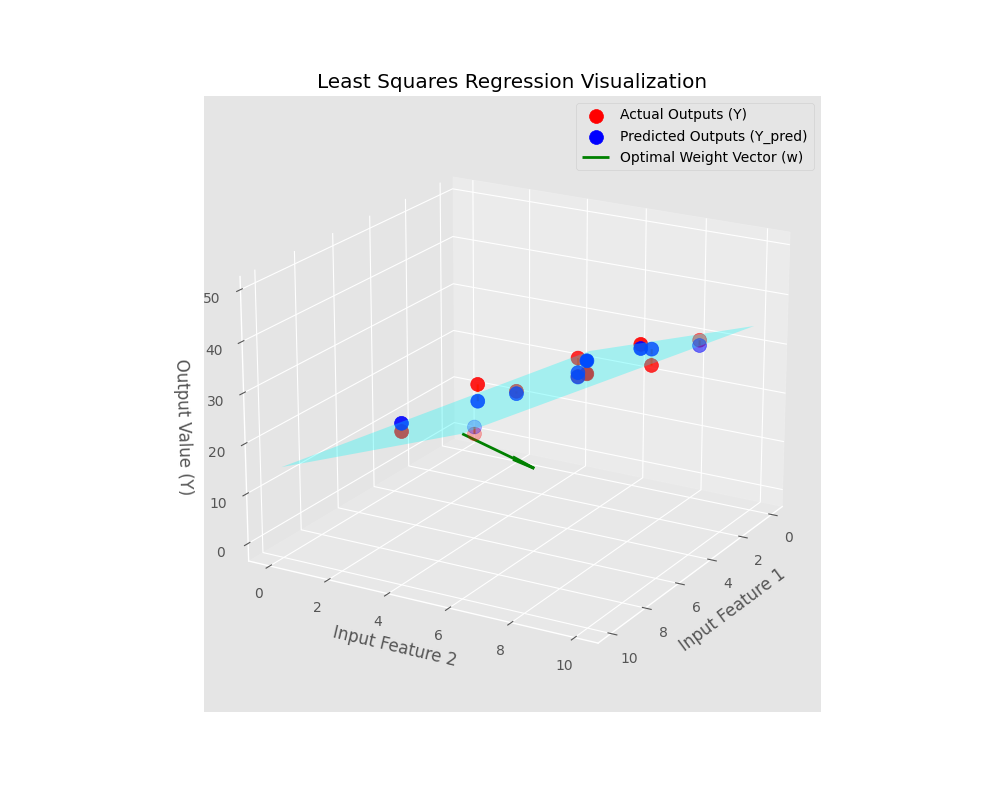 Least Squares Regression Visualization
Actual Outputs (Y)
Predicted Outputs (Y_pred)
Optimal Weight Vector (w)
50
40
30
20
10
0
Output Value (Y)
0
2
4
6
8
10
Input Feature 2
0
2
4
6
8
10
Input Feature 1